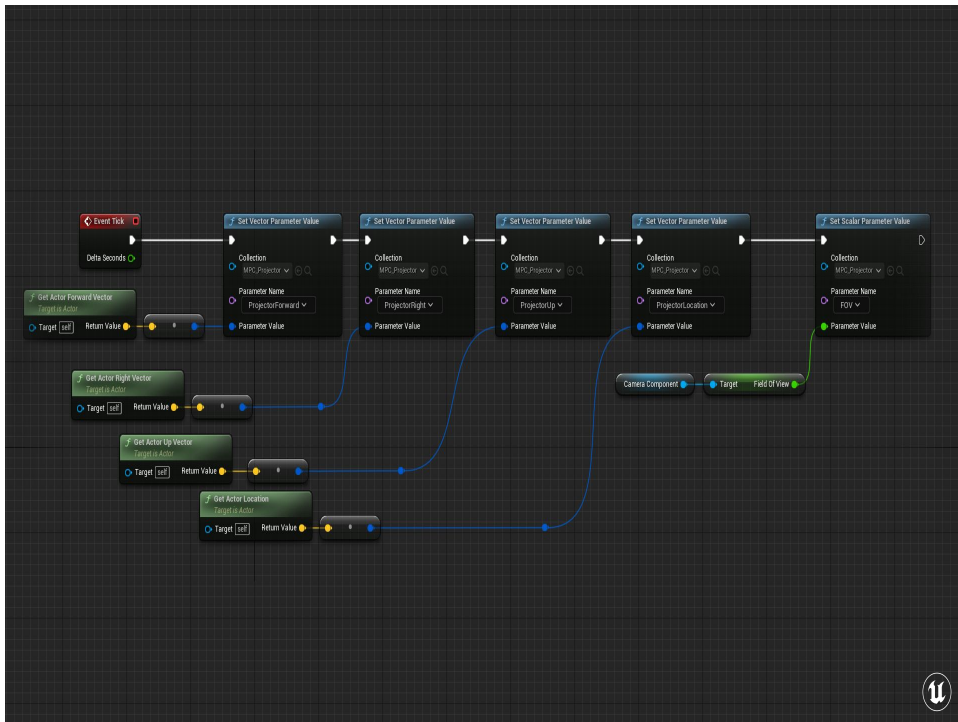 Event Tick
Delta Seconds
Set Vector Parameter Value
Collection
MPC_Projector
Parameter Name
ProjectorForward
Parameter Value
Set Vector Parameter Value
Collection
MPC_Projector
Parameter Name
ProjectorRight
Parameter Value
Set Vector Parameter Value
Collection
MPC_Projector
Parameter Name
ProjectorUp
Parameter Value
Set Vector Parameter Value
Collection
MPC_Projector
Parameter Name
ProjectorLocation
Parameter Value
Set Scalar Parameter Value
Collection
MPC_Projector
Parameter Name
FOV
Parameter Value
Get Actor Forward Vector
Target is Actor
Target self Return Value
Get Actor Right Vector
Target is Actor
Target self Return Value
Camera Component
Target Field Of View
Get Actor Up Vector
Target is Actor
Target self Return Value
Get Actor Location
Target is Actor
Target self Return Value